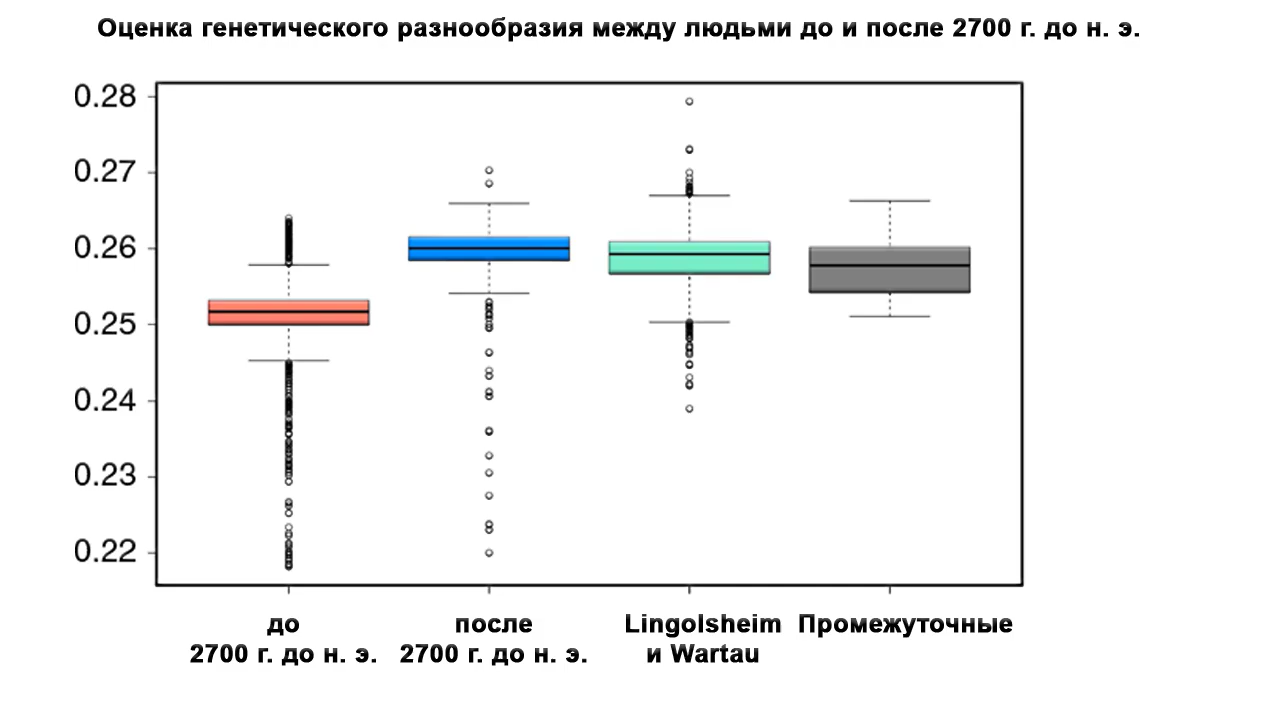 Оценка генетического разнообразия между людьми до и после 2700 г. до н. э.
0.28
0.27
0.26
0.25
0.24
0.23
0.22
до
2700 г. до н. э.
после
2700 г. до н. э.
Lingolsheim
и Wartau
Промежуточные